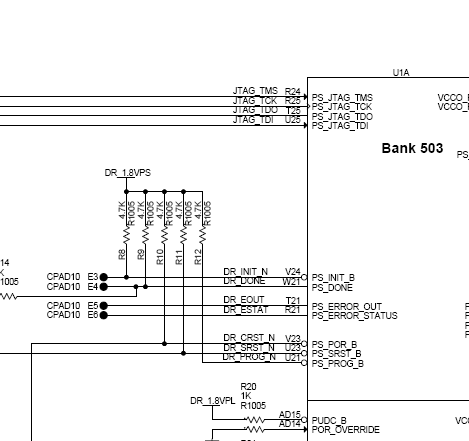 U1A
JTAG_TMS R24 PS_JTAG_TMS VCCO_
JTAG_TCK R25 PS_JTAG_TCK VCCO_
JTAG_TDO T25 PS_JTAG_TDO
JTAG_TDI U25 PS_JTAG_TDI
Bank 503
PS_
DR_1.8VPS
4.7K 4.7K 4.7K 4.7K 4.7K
R1005 R1005 R1005 R1005 R1005
R8 R9 R10 R11 R12
14
K
1005
CPAD10 E3 DR_INIT_N V24 PS_INIT_B
CPAD10 E4 DR_DONE W21 PS_DONE
CPAD10 E5 DR_EOUT T21 PS_ERROR_OUT
CPAD10 E6 DR_ESTAT R21 PS_ERROR_STATUS
DR_CRST_N V23 PS_POR_B
DR_SRST_N U23 PS_SRST_B
DR_PROG_N U21 PS_PROG_B
R20
1K
R1005
DR_1.8VPL
AD15 PUDC_B VC
AD14 POR_OVERRIDE